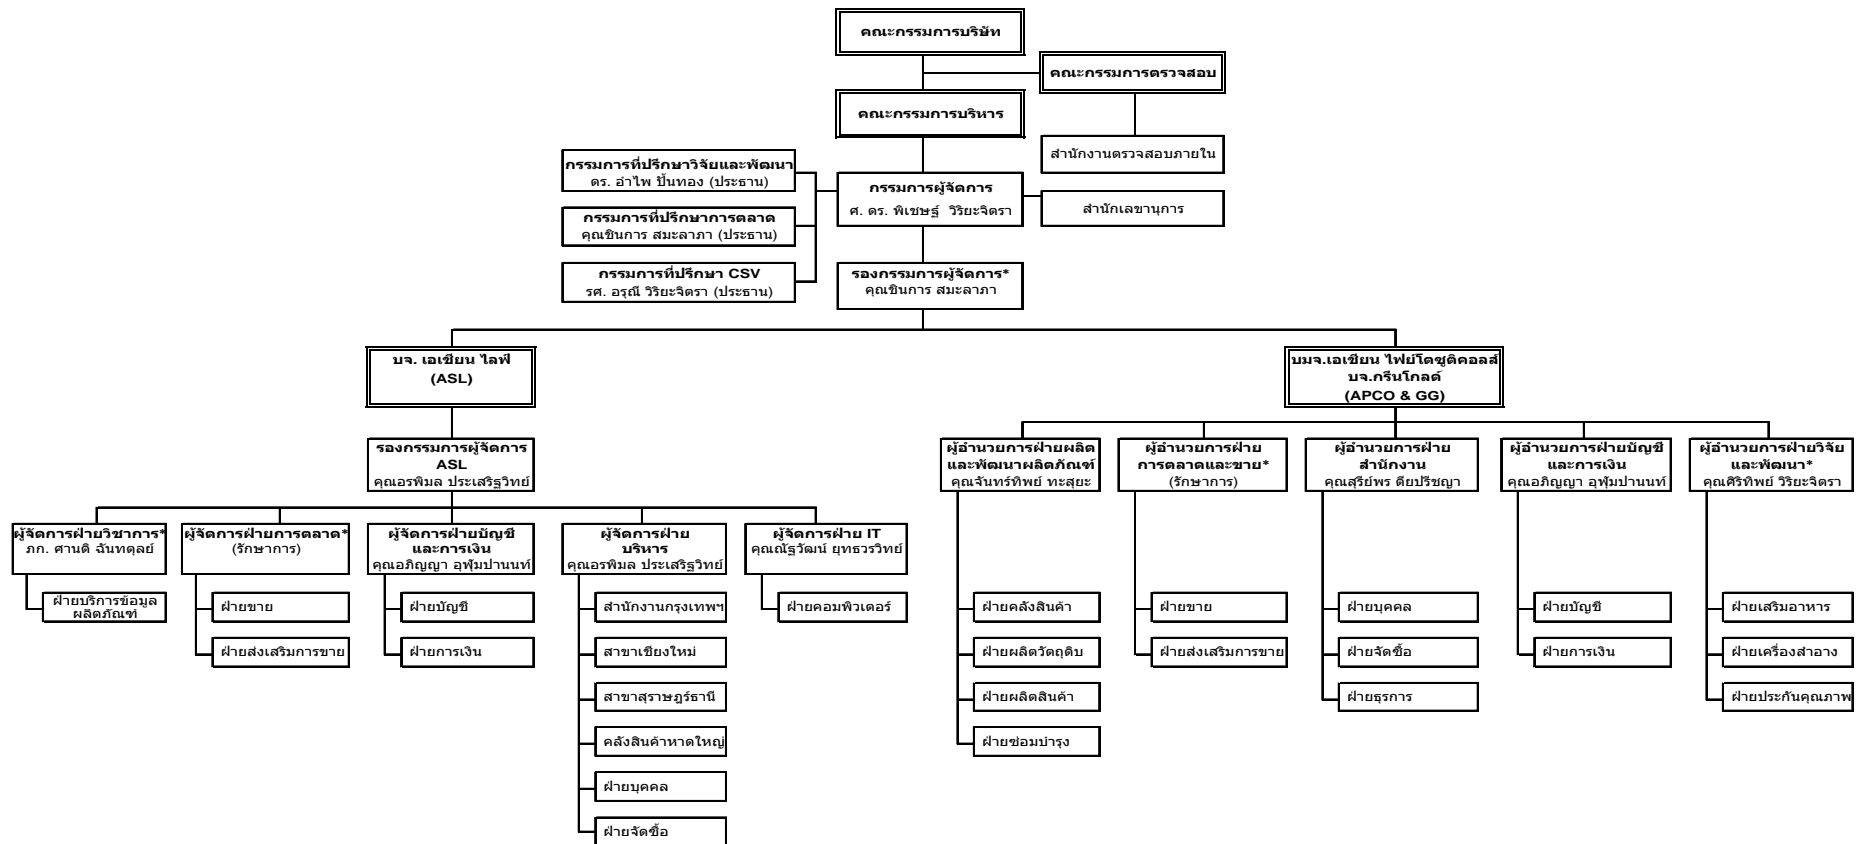 คณะกรรมการบริษัท
คณะกรรมการตรวจสอบ
คณะกรรมการบริหาร
สำนักงานตรวจสอบภายใน
กรรมการที่ปรึกษาวิจัยและพัฒนา
ดร. อำไพ ปั้นทอง (ประธาน)
กรรมการผู้จัดการ
ศ. ดร. พิเชษฐ์ วิริยะจิตรา
สำนักเลขานุการ
กรรมการที่ปรึกษาการตลาด
คุณชินการ สมะลาภา (ประธาน)
กรรมการที่ปรึกษา CSV
รศ. อรุณี วิริยะจิตรา (ประธาน)
รองกรรมการผู้จัดการ*
คุณชินการ สมะลาภา
บจ. เอเชียน ไลฟ์
(ASL)
บมจ.เอเชียน ไฟย์โตซูติคอลส์
บจ.กรีนโกลด์
(APCO & GG)
รองกรรมการผู้จัดการ
ASL
คุณอรพิมล ประเสริฐวิทย์
ผู้อำนวยการฝ่ายผลิต
และพัฒนาผลิตภัณฑ์
คุณจันทร์ทิพย์ ทะสุยะ
ผู้อำนวยการฝ่าย
การตลาดและขาย*
(รักษาการ)
ผู้อำนวยการฝ่าย
สำนักงาน
คุณสุรีย์พร ตียปรีชญา
ผู้อำนวยการฝ่ายบัญชี
และการเงิน
คุณอภิญญา อุฬุมปานนท์
ผู้อำนวยการฝ่ายวิจัย
และพัฒนา*
คุณศิริทิพย์ วิริยะจิตรา
ผู้จัดการฝ่ายวิชาการ*
ภก. ศานติ ฉันทตุลย์
ผู้จัดการฝ่ายการตลาด*
(รักษาการ)
ผู้จัดการฝ่ายบัญชี
และการเงิน
คุณอภิญญา อุฬุมปานนท์
ผู้จัดการฝ่าย
บริหาร
คุณอรพิมล ประเสริฐวิทย์
ผู้จัดการฝ่าย IT
คุณณัฐวัฒน์ ยุทธวรวิทย์
ฝ่ายบริการข้อมูล
ผลิตภัณฑ์
ฝ่ายขาย
ฝ่ายส่งเสริมการขาย
ฝ่ายบัญชี
ฝ่ายการเงิน
สำนักงานกรุงเทพฯ
สาขาเชียงใหม่
สาขาสุราษฎร์ธานี
คลังสินค้าหาดใหญ่
ฝ่ายบุคคล
ฝ่ายจัดซื้อ
ฝ่ายคอมพิวเตอร์
ฝ่ายคลังสินค้า
ฝ่ายผลิตวัตถุดิบ
ฝ่ายผลิตสินค้า
ฝ่ายซ่อมบำรุง
ฝ่ายขาย
ฝ่ายส่งเสริมการขาย
ฝ่ายบุคคล
ฝ่ายจัดซื้อ
ฝ่ายธุรการ
ฝ่ายบัญชี
ฝ่ายการเงิน
ฝ่ายเสริมอาหาร
ฝ่ายเครื่องสำอาง
ฝ่ายประกันคุณภาพ